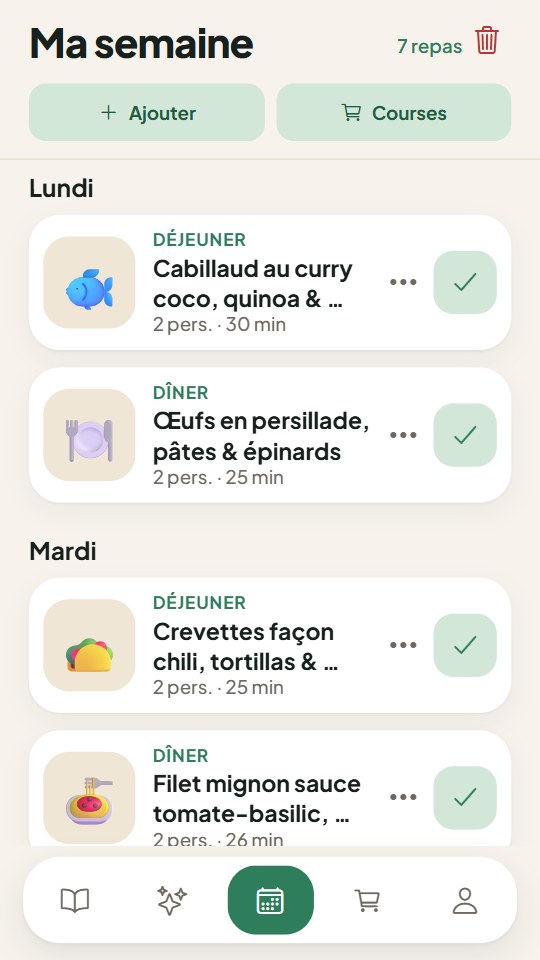 Ma semaine
7 repas
Ajouter
Courses
Lundi
DÉJEUNER
Cabillaud au curry
coco, quinoa & …
2 pers. · 30 min
DÎNER
Œufs en persillade,
pâtes & épinards
2 pers. · 25 min
Mardi
DÉJEUNER
Crevettes façon
chili, tortillas & …
2 pers. · 25 min
DÎNER
Filet mignon sauce
tomate-basilic, …
2 pers. · 26 min